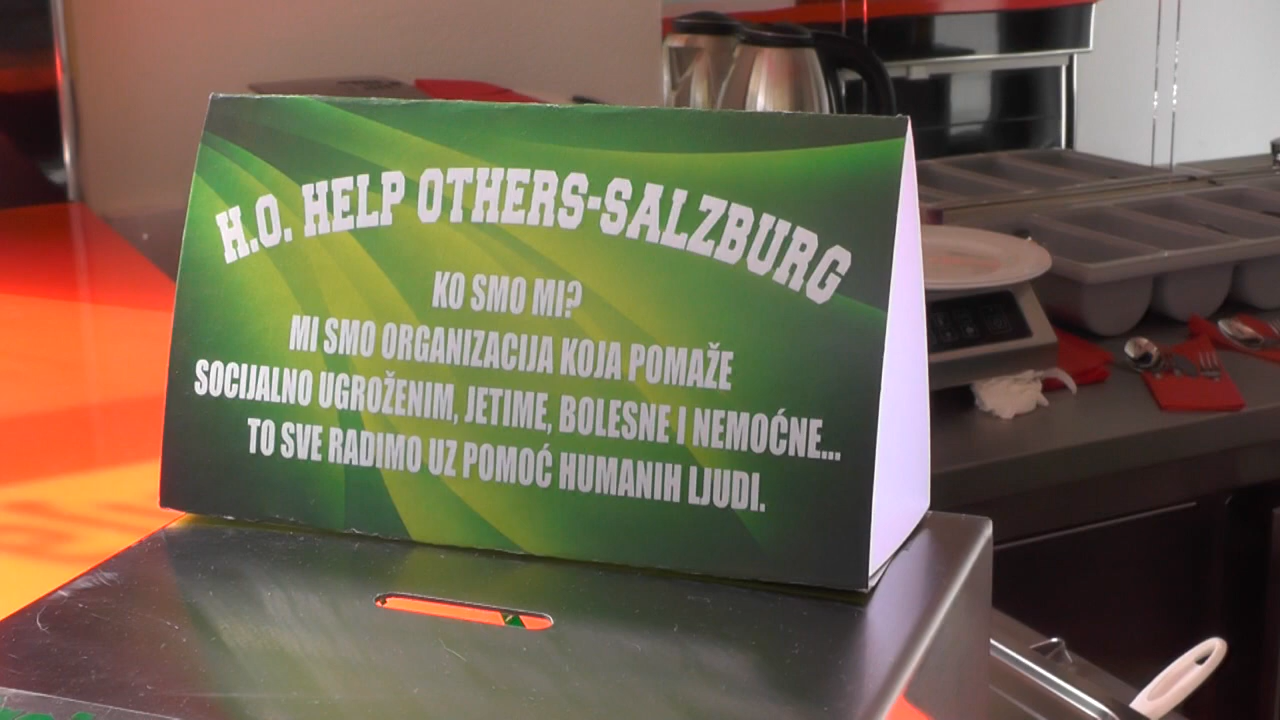 H.O. HELP OTHERS-SALZBURG
KO SMO MI?
MI SMO ORGANIZACIJA KOJA POMAŽE
SOCIJALNO UGROŽENIM, JETIME, BOLESNE I NEMOĆNE...
TO SVE RADIMO UZ POMOĆ HUMANIH LJUDI.